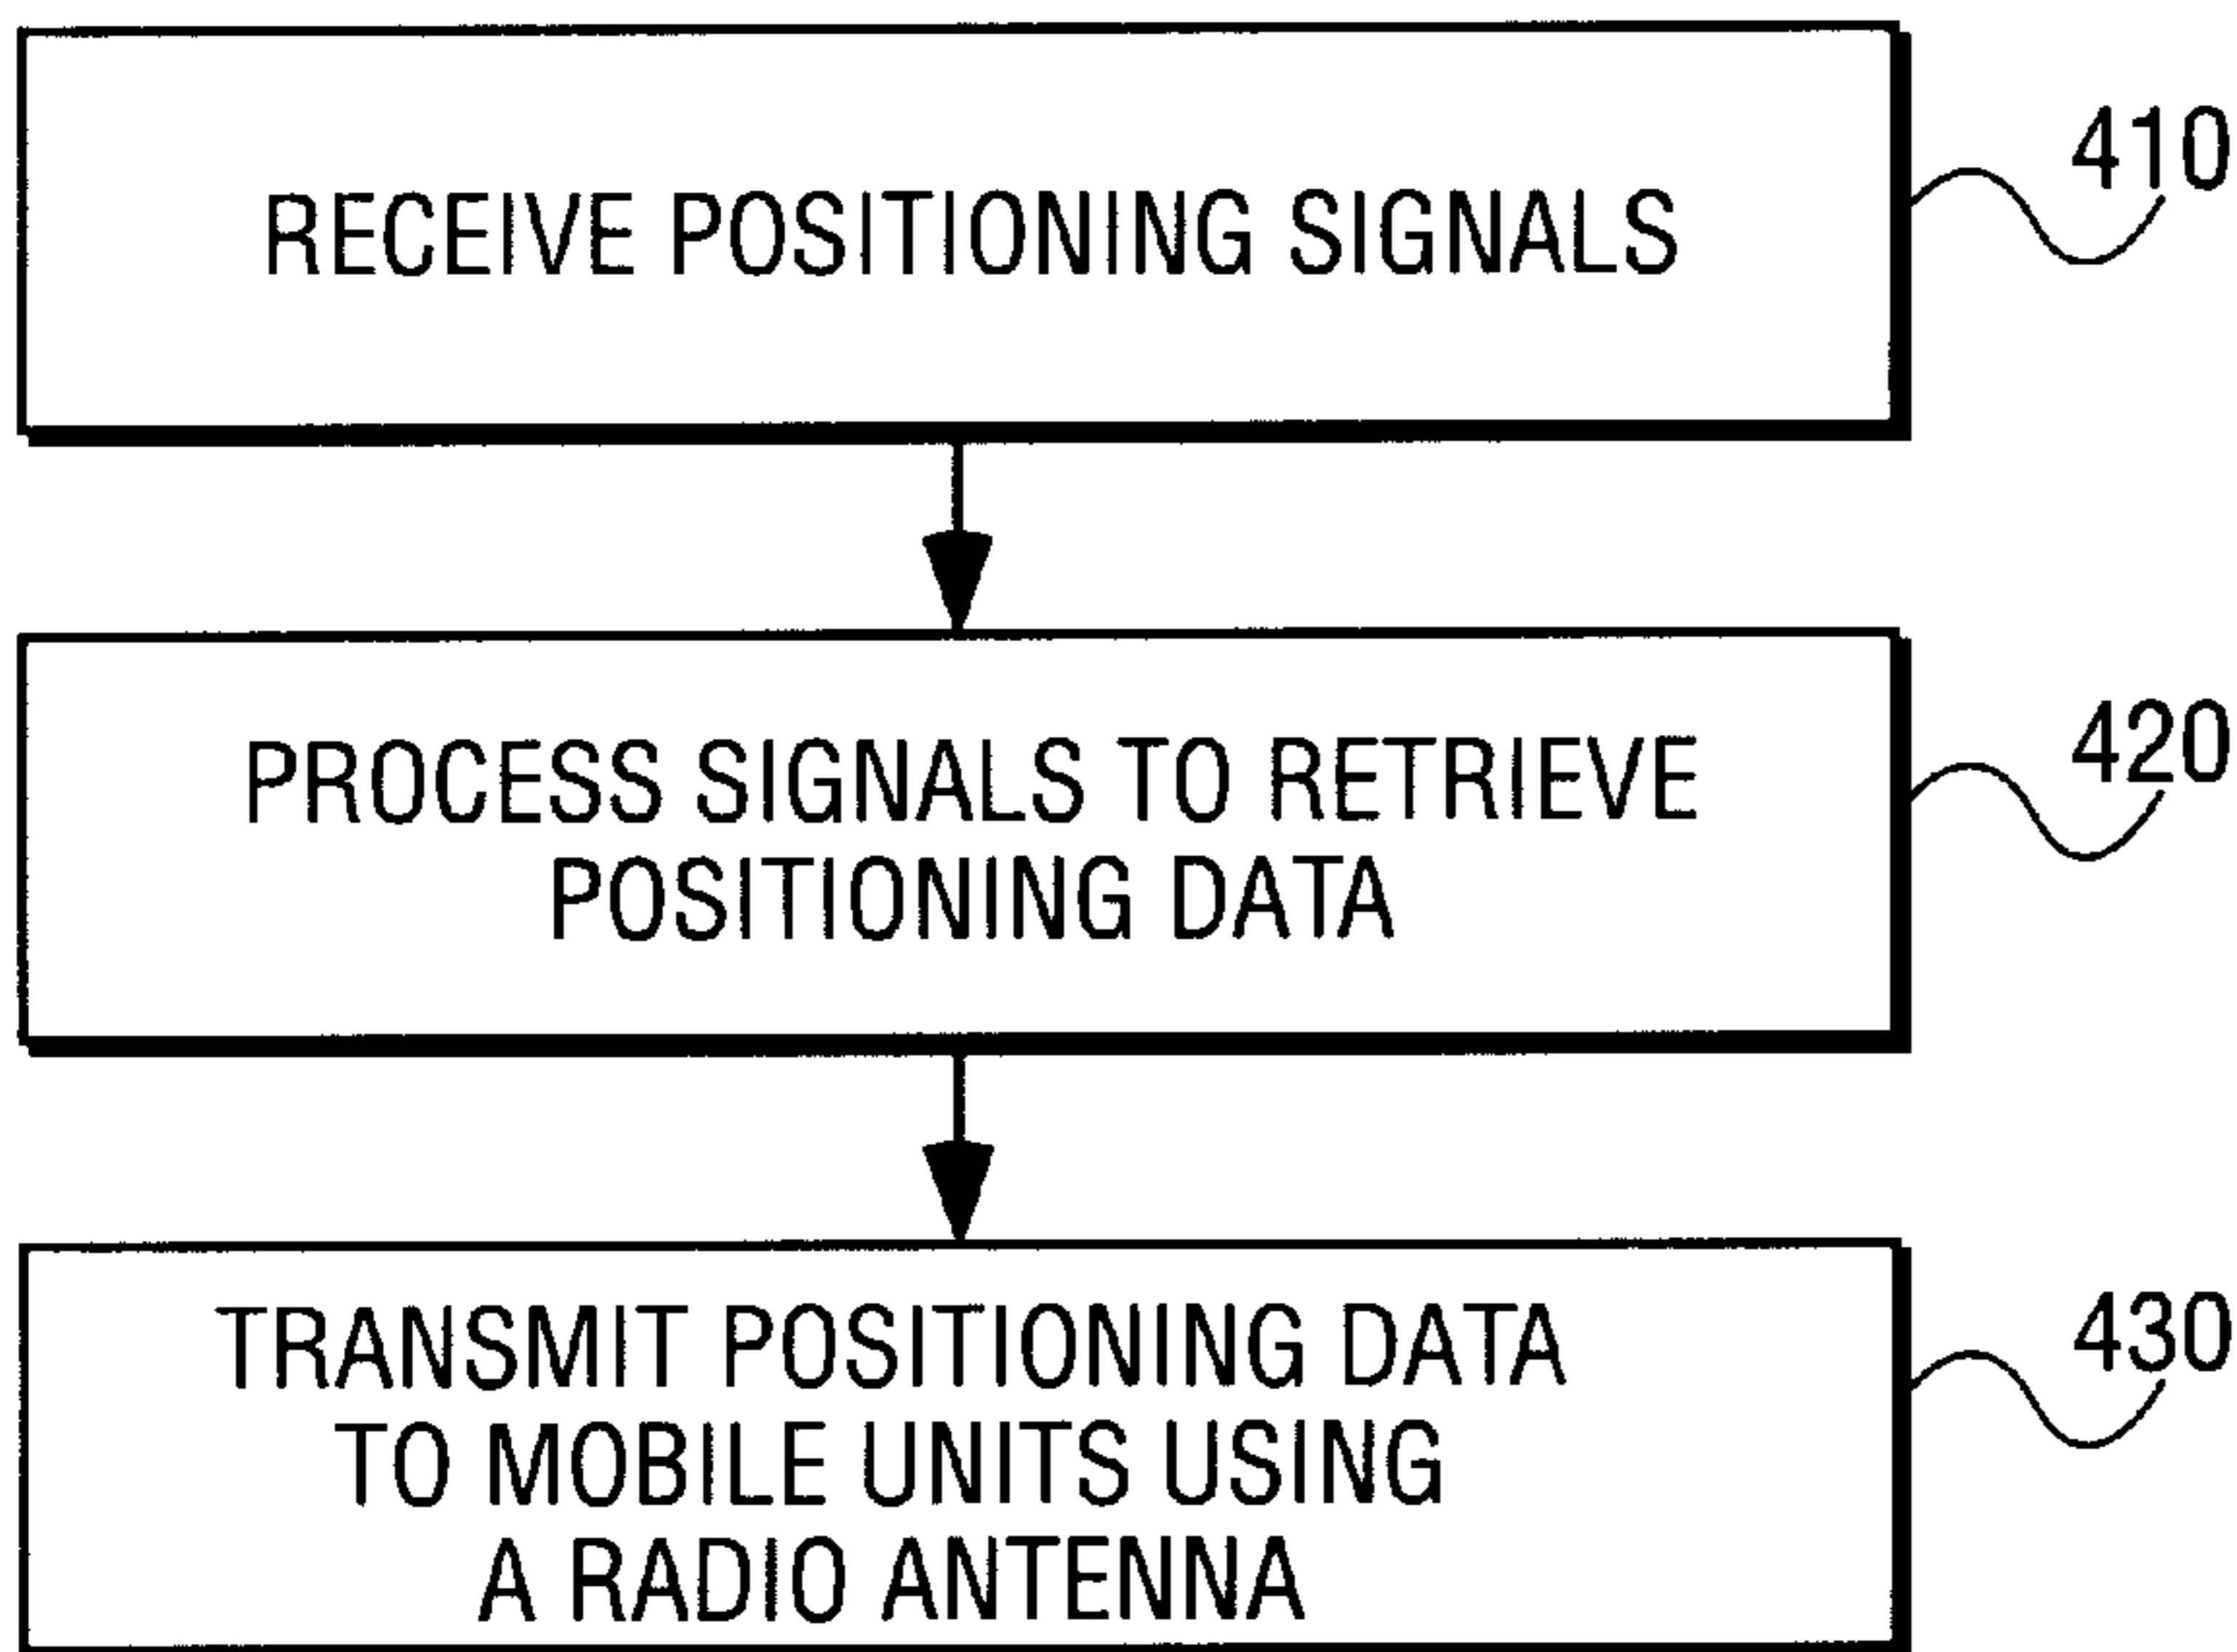 RECEIVE POSITIONING SIGNALS
410
PROCESS SIGNALS TO RETRIEVE
POSITIONING DATA
420
TRANSMIT POSITIONING DATA
TO MOBILE UNITS USING
A RADIO ANTENNA
430